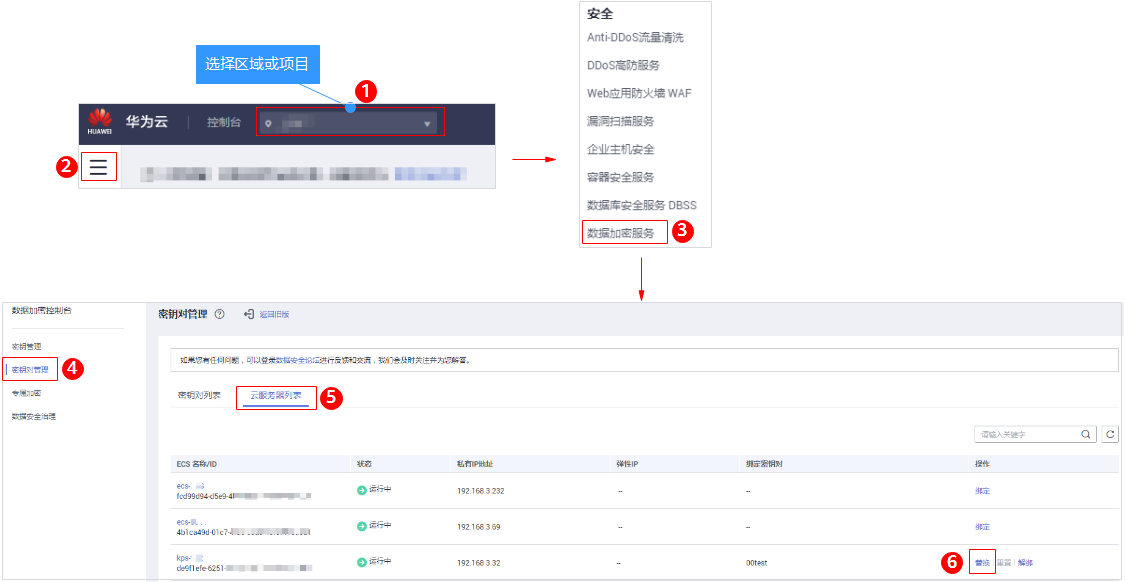 选择区域或项目
1
HUAWEI
华为云
控制台
2
安全
Anti-DDoS流量清洗
DDoS高防服务
Web应用防火墙 WAF
漏洞扫描服务
企业主机安全
容器安全服务
数据库安全服务 DBSS
数据加密服务
3
数据加密控制台
密钥管理
密钥对管理
4
专属加密
数据安全治理
密钥对管理
返回旧版
如果您有任何问题，可以登录数据安全论坛进行反馈和交流，我们会及时关注并为您解答。
密钥对列表
云服务器列表
5
请输入关键字
ECS 名称/ID
状态
私有IP地址
弹性IP
绑定密钥对
操作
ecs-
fcd99d94-d5e9-4
运行中
192.168.3.232
--
--
绑定
ecs-
4b1ca49d-01c7-
运行中
192.168.3.69
--
--
绑定
kps-
de9f1efe-6251-
运行中
192.168.3.32
--
00test
6
替换
重置
解绑